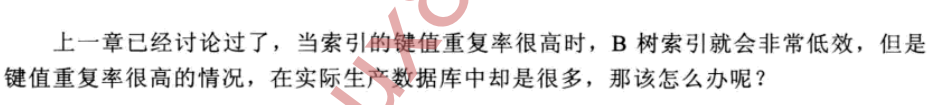 上一章已经讨论过了，当索引的键值重复率很高时，B 树索引就会非常低效，但是
键值重复率很高的情况，在实际生产数据库中却是很多，那该怎么办呢？